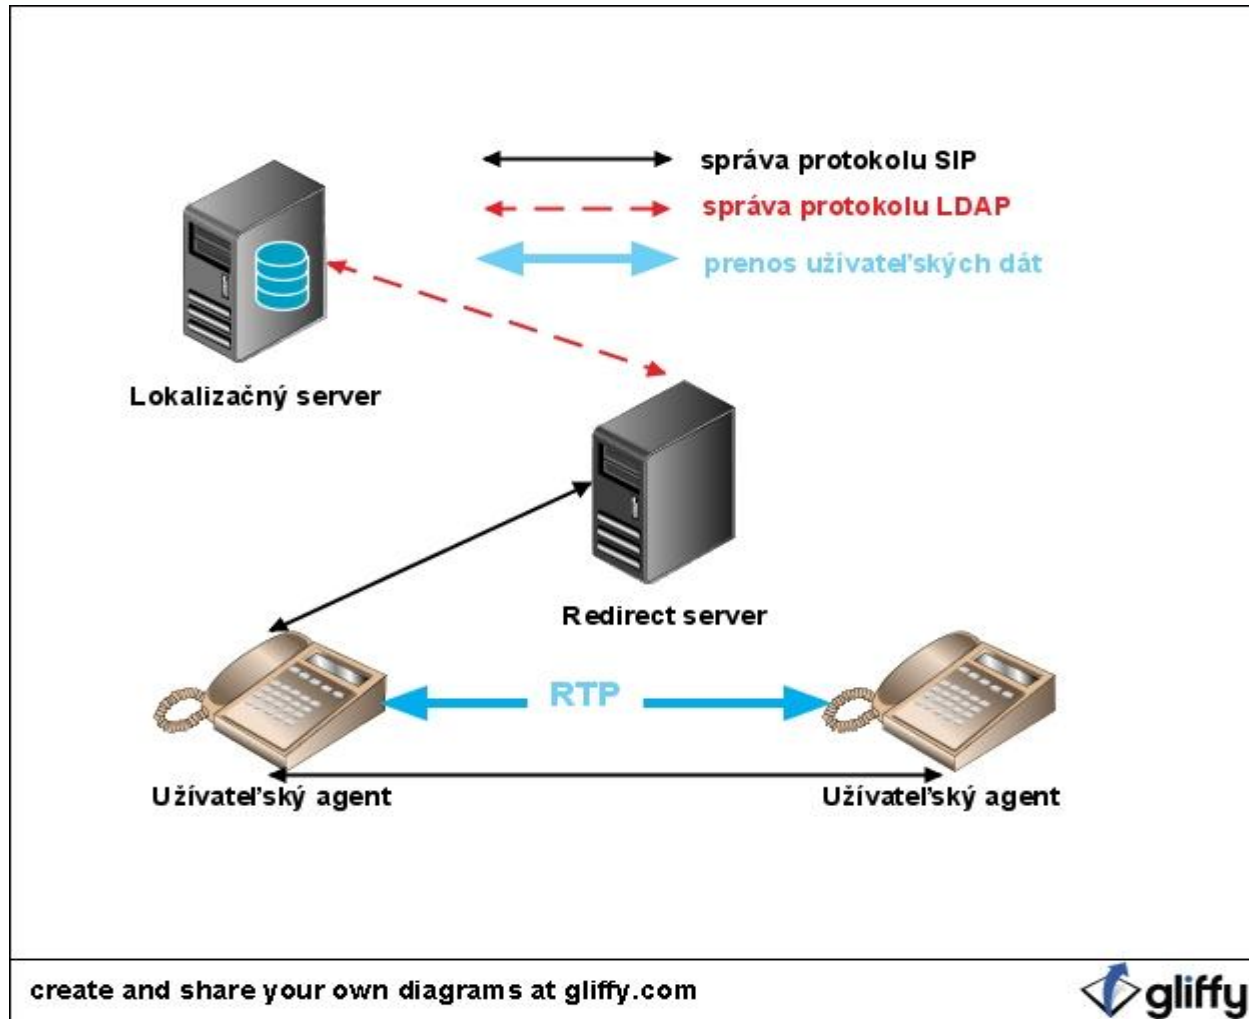 správa protokolu SIP
správa protokolu LDAP
prenos užívateľských dát
Lokalizačný server
Redirect server
RTP
Užívateľský agent
Užívateľský agent
create and share your own diagrams at gliffy.com
gliffy